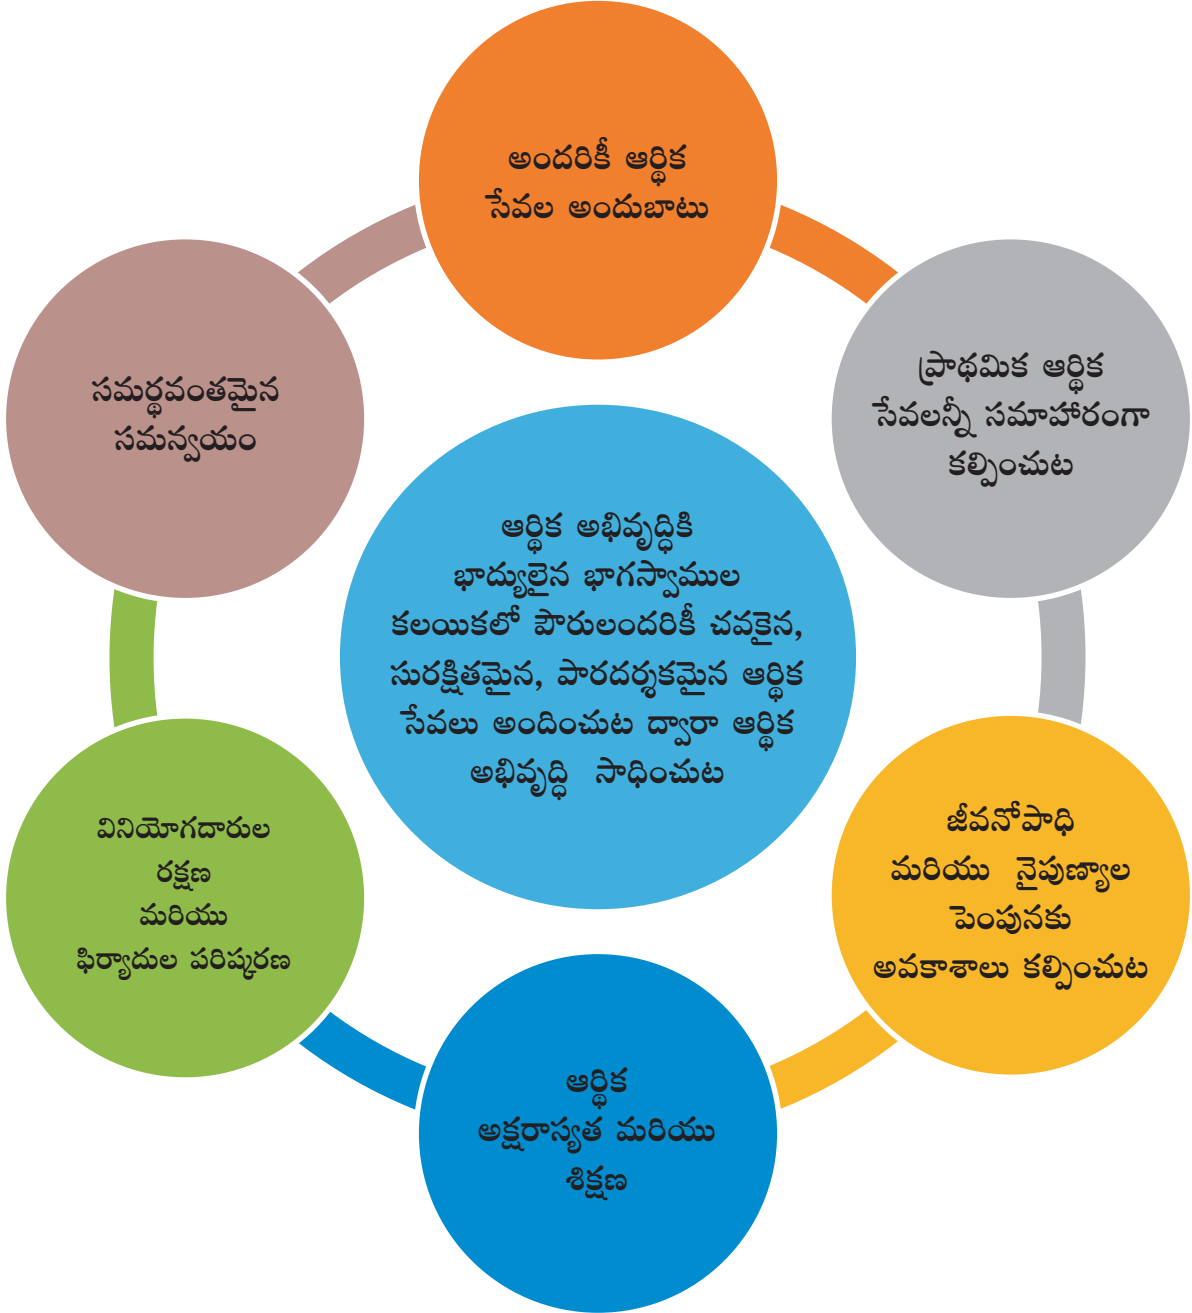 అందరికీ ఆర్థిక
సేవల అందుబాటు
ప్రాథమిక ఆర్థిక
సేవలన్నీ సమాహారంగా
కల్పించుట
జీవనోపాధి
మరియు నైపుణ్యాల
పెంపునకు
అవకాశాలు కల్పించుట
ఆర్థిక
అక్షరాస్యత మరియు
శిక్షణ
వినియోగదారుల
రక్షణ
మరియు
ఫిర్యాదుల పరిష్కరణ
సమర్థవంతమైన
సమన్వయం
ఆర్థిక అభివృద్ధికి
భాద్యులైన భాగస్వాముల
కలయికలో పౌరులందరికీ చవకైన,
సురక్షితమైన, పారదర్శకమైన ఆర్థిక
సేవలు అందించుట ద్వారా ఆర్థిక
అభివృద్ధి సాధించుట